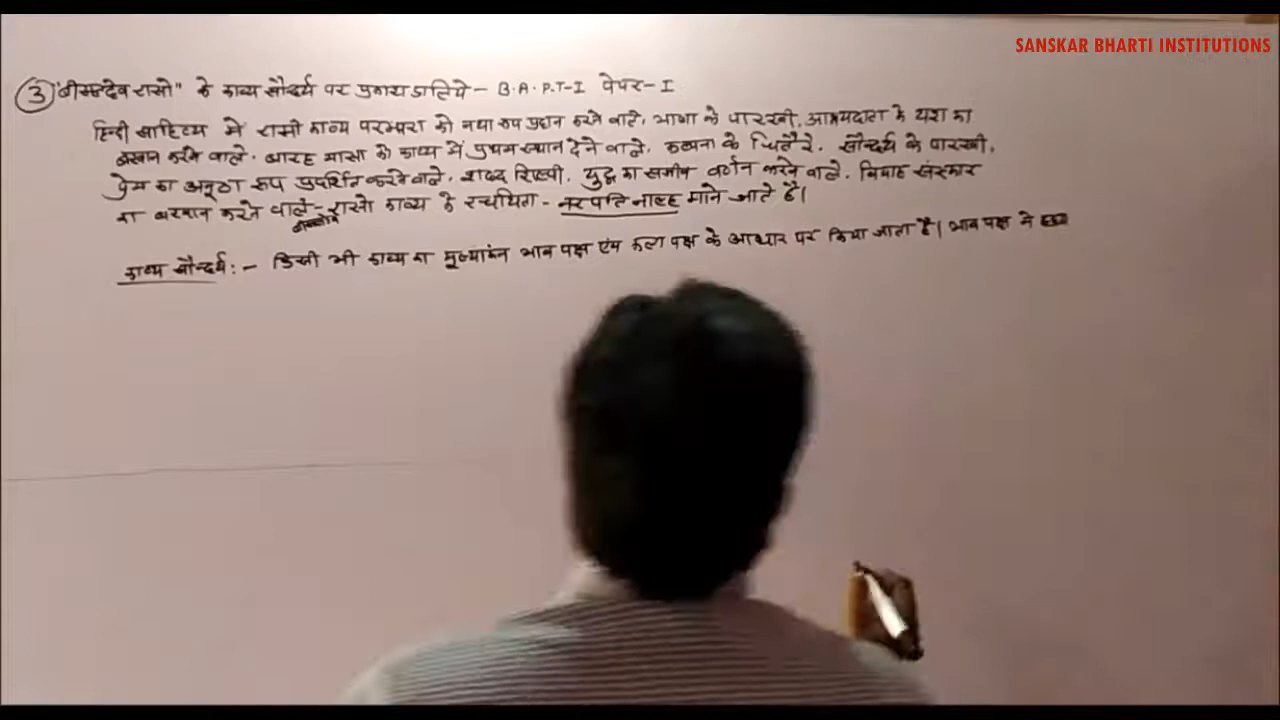 SANSKAR BHARTI INSTITUTIONS
③ "बीसलदेव रासो" के काव्य सौन्दर्य पर प्रकाश डालिये - B.A. PT-I पेपर-I
हिन्दी साहित्य में रासो काव्य परम्परा को नया रूप प्रदान करने वाले, भाषा के पारखी, आश्रयदाता के यश का
बखान करने वाले, बारह मासा को काव्य में प्रथम स्थान देने वाले, कल्पना के चितेरे, सौन्दर्य के पारखी,
प्रेम का अनूठा रूप प्रदर्शित करने वाले, शब्द शिल्पी, युद्ध का सजीव वर्णन करने वाले, विवाह संस्कार
का बखान करने वाले - रासो काव्य के रचयिता - नरपति नाल्ह माने जाते है।
काव्य सौन्दर्य :- किसी भी काव्य का मूल्यांकन भाव पक्ष एंव कला पक्ष के आधार पर किया जाता है। भाव पक्ष में